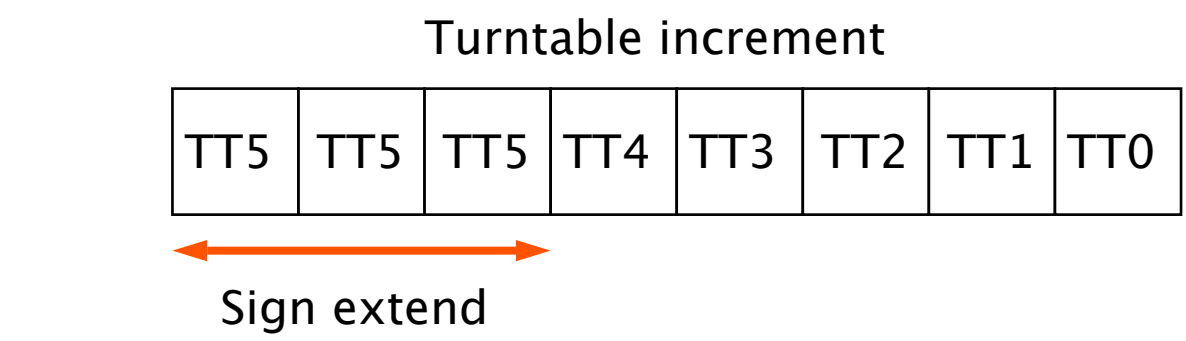 Turntable increment
TT5 TT5 TT5 TT4 TT3 TT2 TT1 TT0
Sign extend